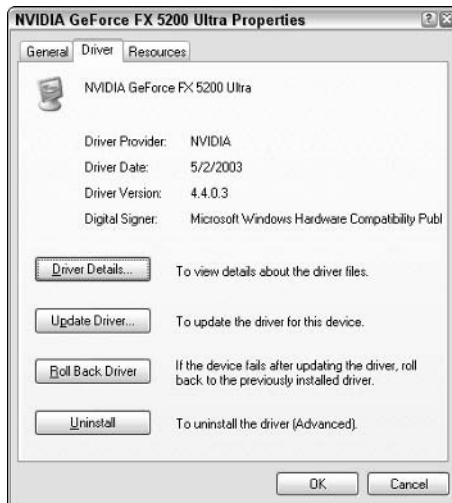 NVIDIA GeForce FX 5200 Ultra Properties
General Driver Resources
NVIDIA GeForce FX 5200 Ultra
Driver Provider: NVIDIA
Driver Date: 5/2/2003
Driver Version: 4.4.0.3
Digital Signer: Microsoft Windows Hardware Compatibility Publ
Driver Details... To view details about the driver files.
Update Driver... To update the driver for this device.
Roll Back Driver If the device fails after updating the driver, roll
back to the previously installed driver.
Uninstall To uninstall the driver (Advanced).
OK Cancel